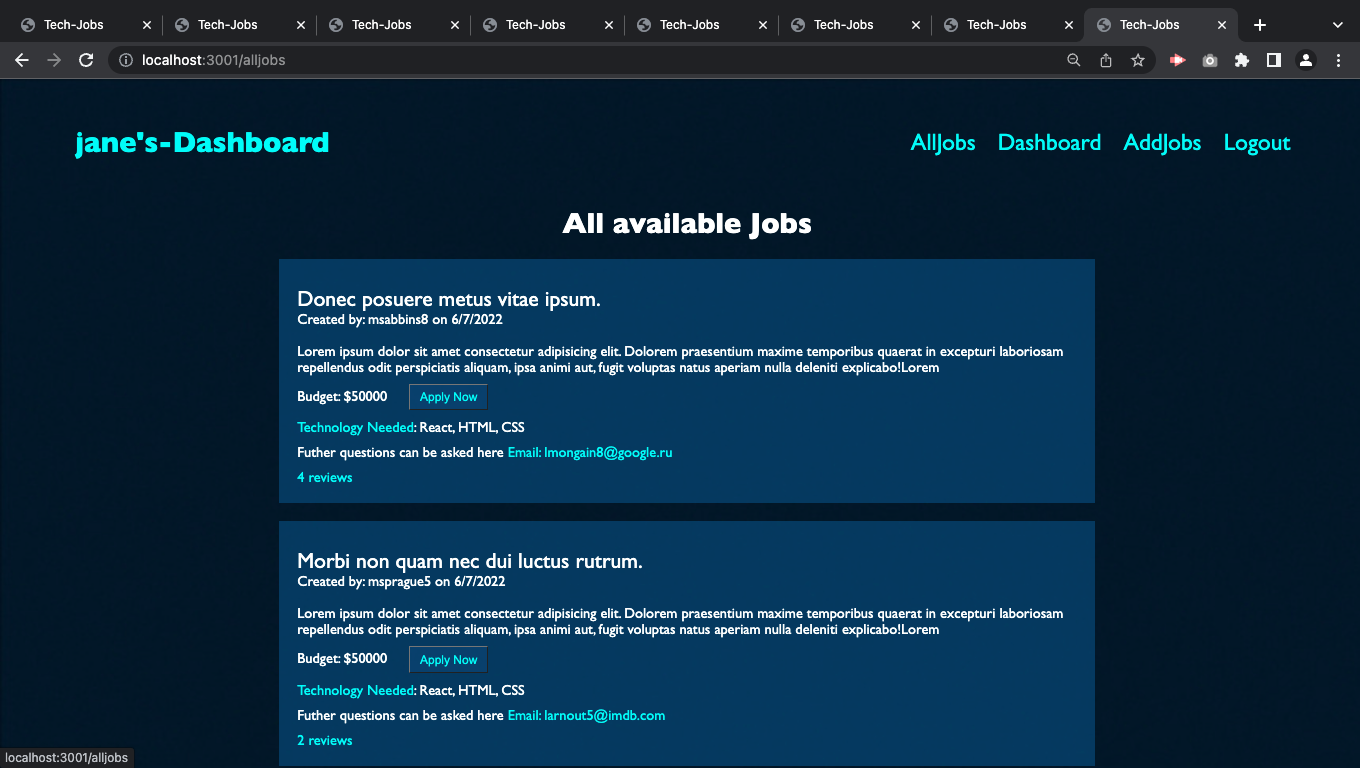 Tech-Jobs Tech-Jobs Tech-Jobs Tech-Jobs Tech-Jobs Tech-Jobs Tech-Jobs Tech-Jobs
localhost:3001/alljobs
jane's-Dashboard AllJobs Dashboard AddJobs Logout
All available Jobs
Donec posuere metus vitae ipsum.
Created by: msabbins8 on 6/7/2022
Lorem ipsum dolor sit amet consectetur adipisicing elit. Dolorem praesentium maxime temporibus quaerat in excepturi laboriosam
repellendus odit perspiciatis aliquam, ipsa animi aut, fugit voluptas natus aperiam nulla deleniti explicabo!Lorem
Budget: $50000 Apply Now
Technology Needed: React, HTML, CSS
Futher questions can be asked here Email: lmongain8@google.ru
4 reviews
Morbi non quam nec dui luctus rutrum.
Created by: msprague5 on 6/7/2022
Lorem ipsum dolor sit amet consectetur adipisicing elit. Dolorem praesentium maxime temporibus quaerat in excepturi laboriosam
repellendus odit perspiciatis aliquam, ipsa animi aut, fugit voluptas natus aperiam nulla deleniti explicabo!Lorem
Budget: $50000 Apply Now
Technology Needed: React, HTML, CSS
Futher questions can be asked here Email: larnout5@imdb.com
2 reviews
localhost:3001/alljobs